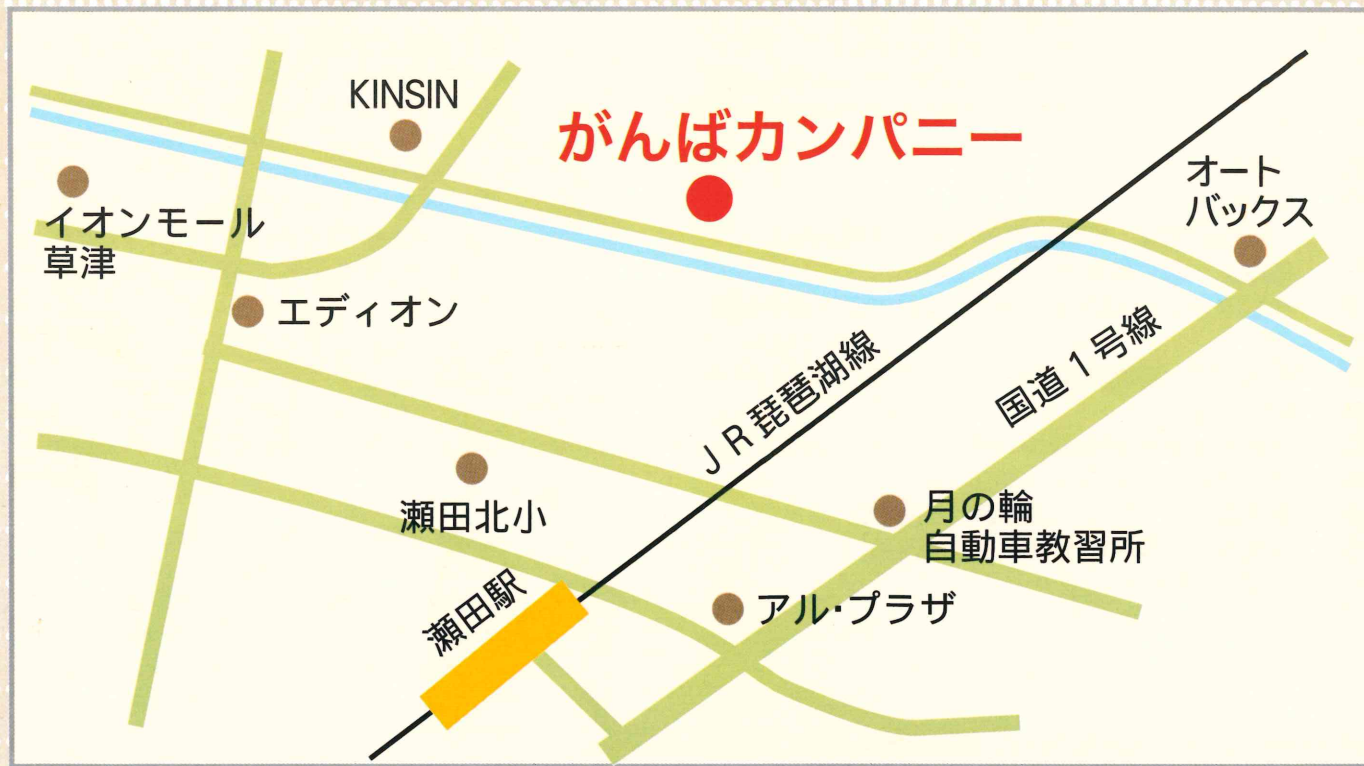 KINSIN
がんばカンパニー
オート
バックス
イオンモール
草津
エディオン
JR琵琶湖線
国道1号線
瀬田北小
月の輪
自動車教習所
瀬田駅
アル・プラザ